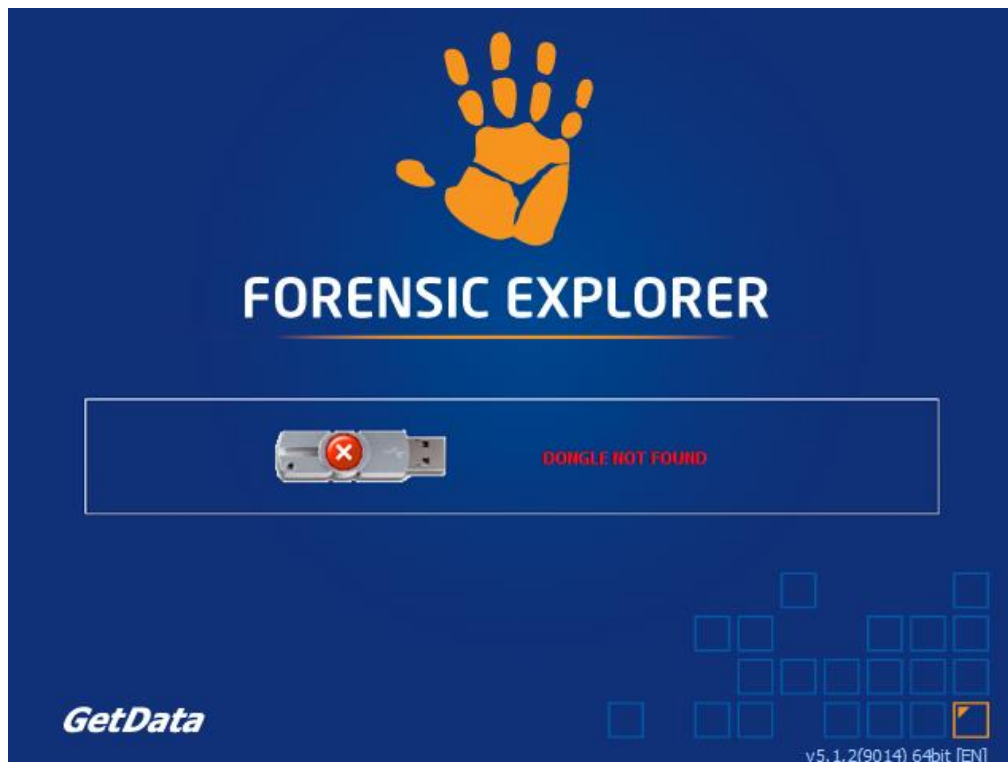 FORENSIC EXPLORER
DONGLE NOT FOUND
GetData
v5.1.2(9014) 64bit [EN]